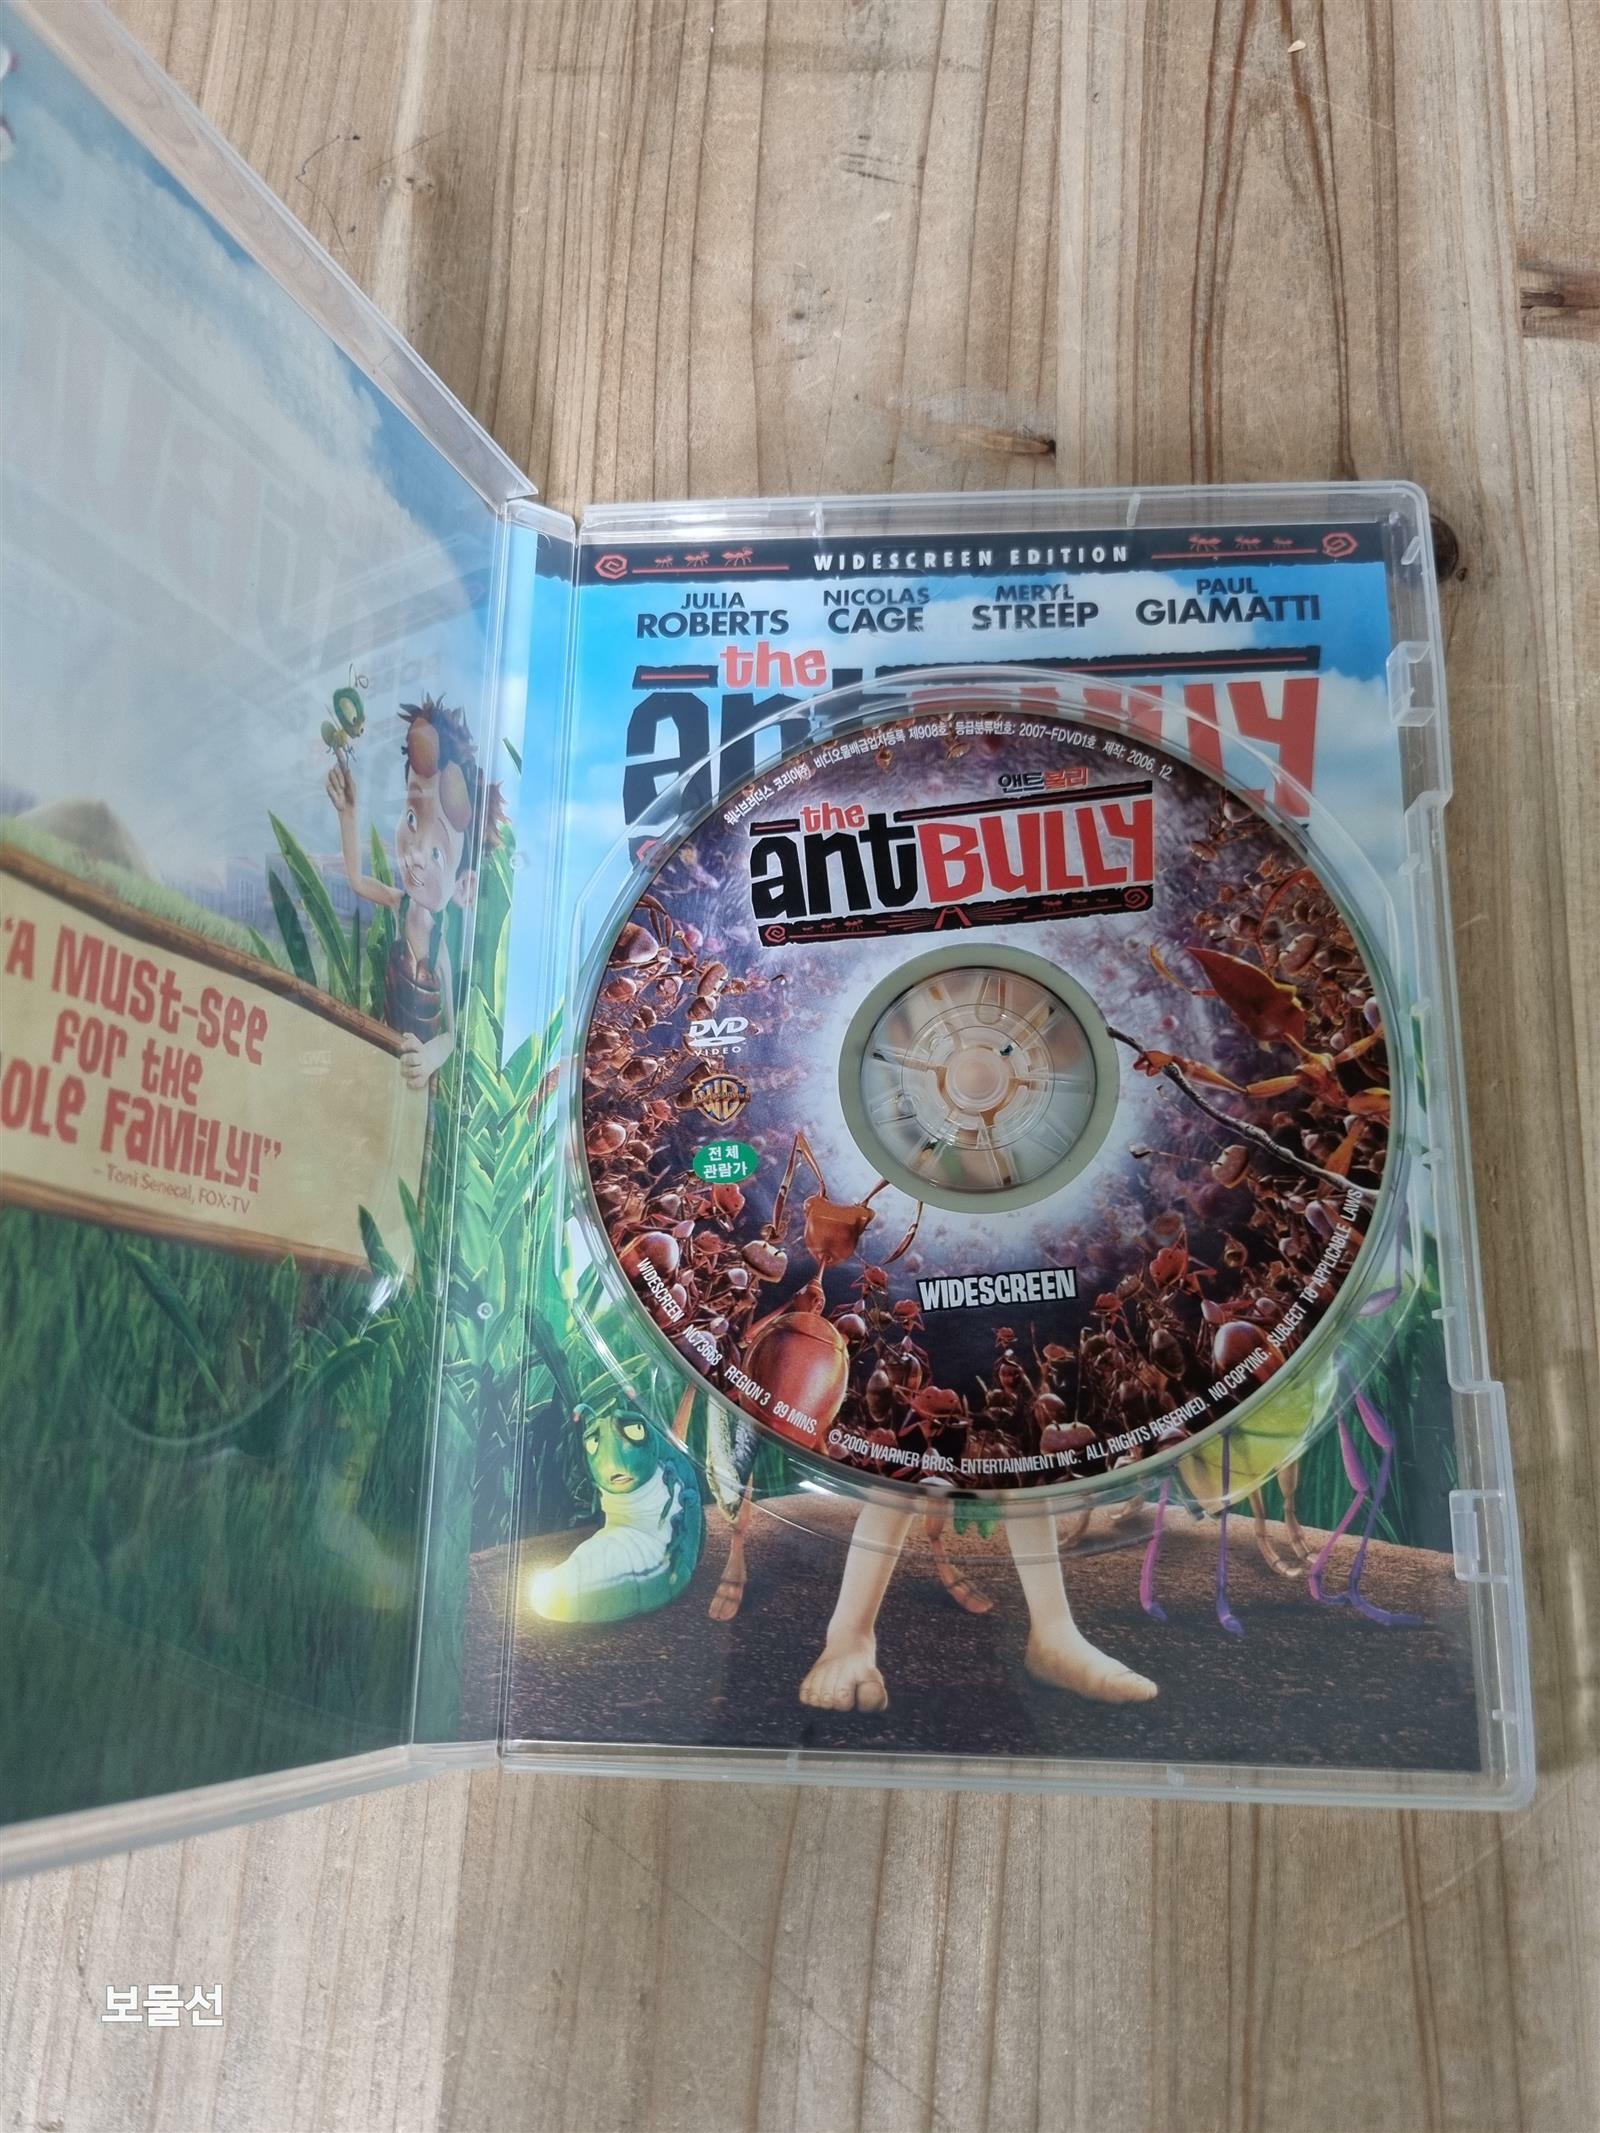 WIDESCREEN EDITION
JULIA ROBERTS
NICOLAS CAGE
MERYL STREEP
PAUL GIAMATTI
the
ant BULLY
워너브러더스 코리아㈜ 비디오물배급업자등록 제908호 등급분류번호: 2007-FDVD1호 제작: 2006. 12.
앤트불리
the
antBULLY
DVD
VIDEO
WB
전체
관람가
WIDESCREEN
WIDESCREEN NC73668 REGION 3 89 MINS. © 2006 WARNER BROS. ENTERTAINMENT INC. ALL RIGHTS RESERVED. NO COPYING. SUBJECT TO APPLICABLE LAWS
"A MUST-SEE
FOR THE
OLE FAMILY!"
– Toni Senecal, FOX-TV
보물선